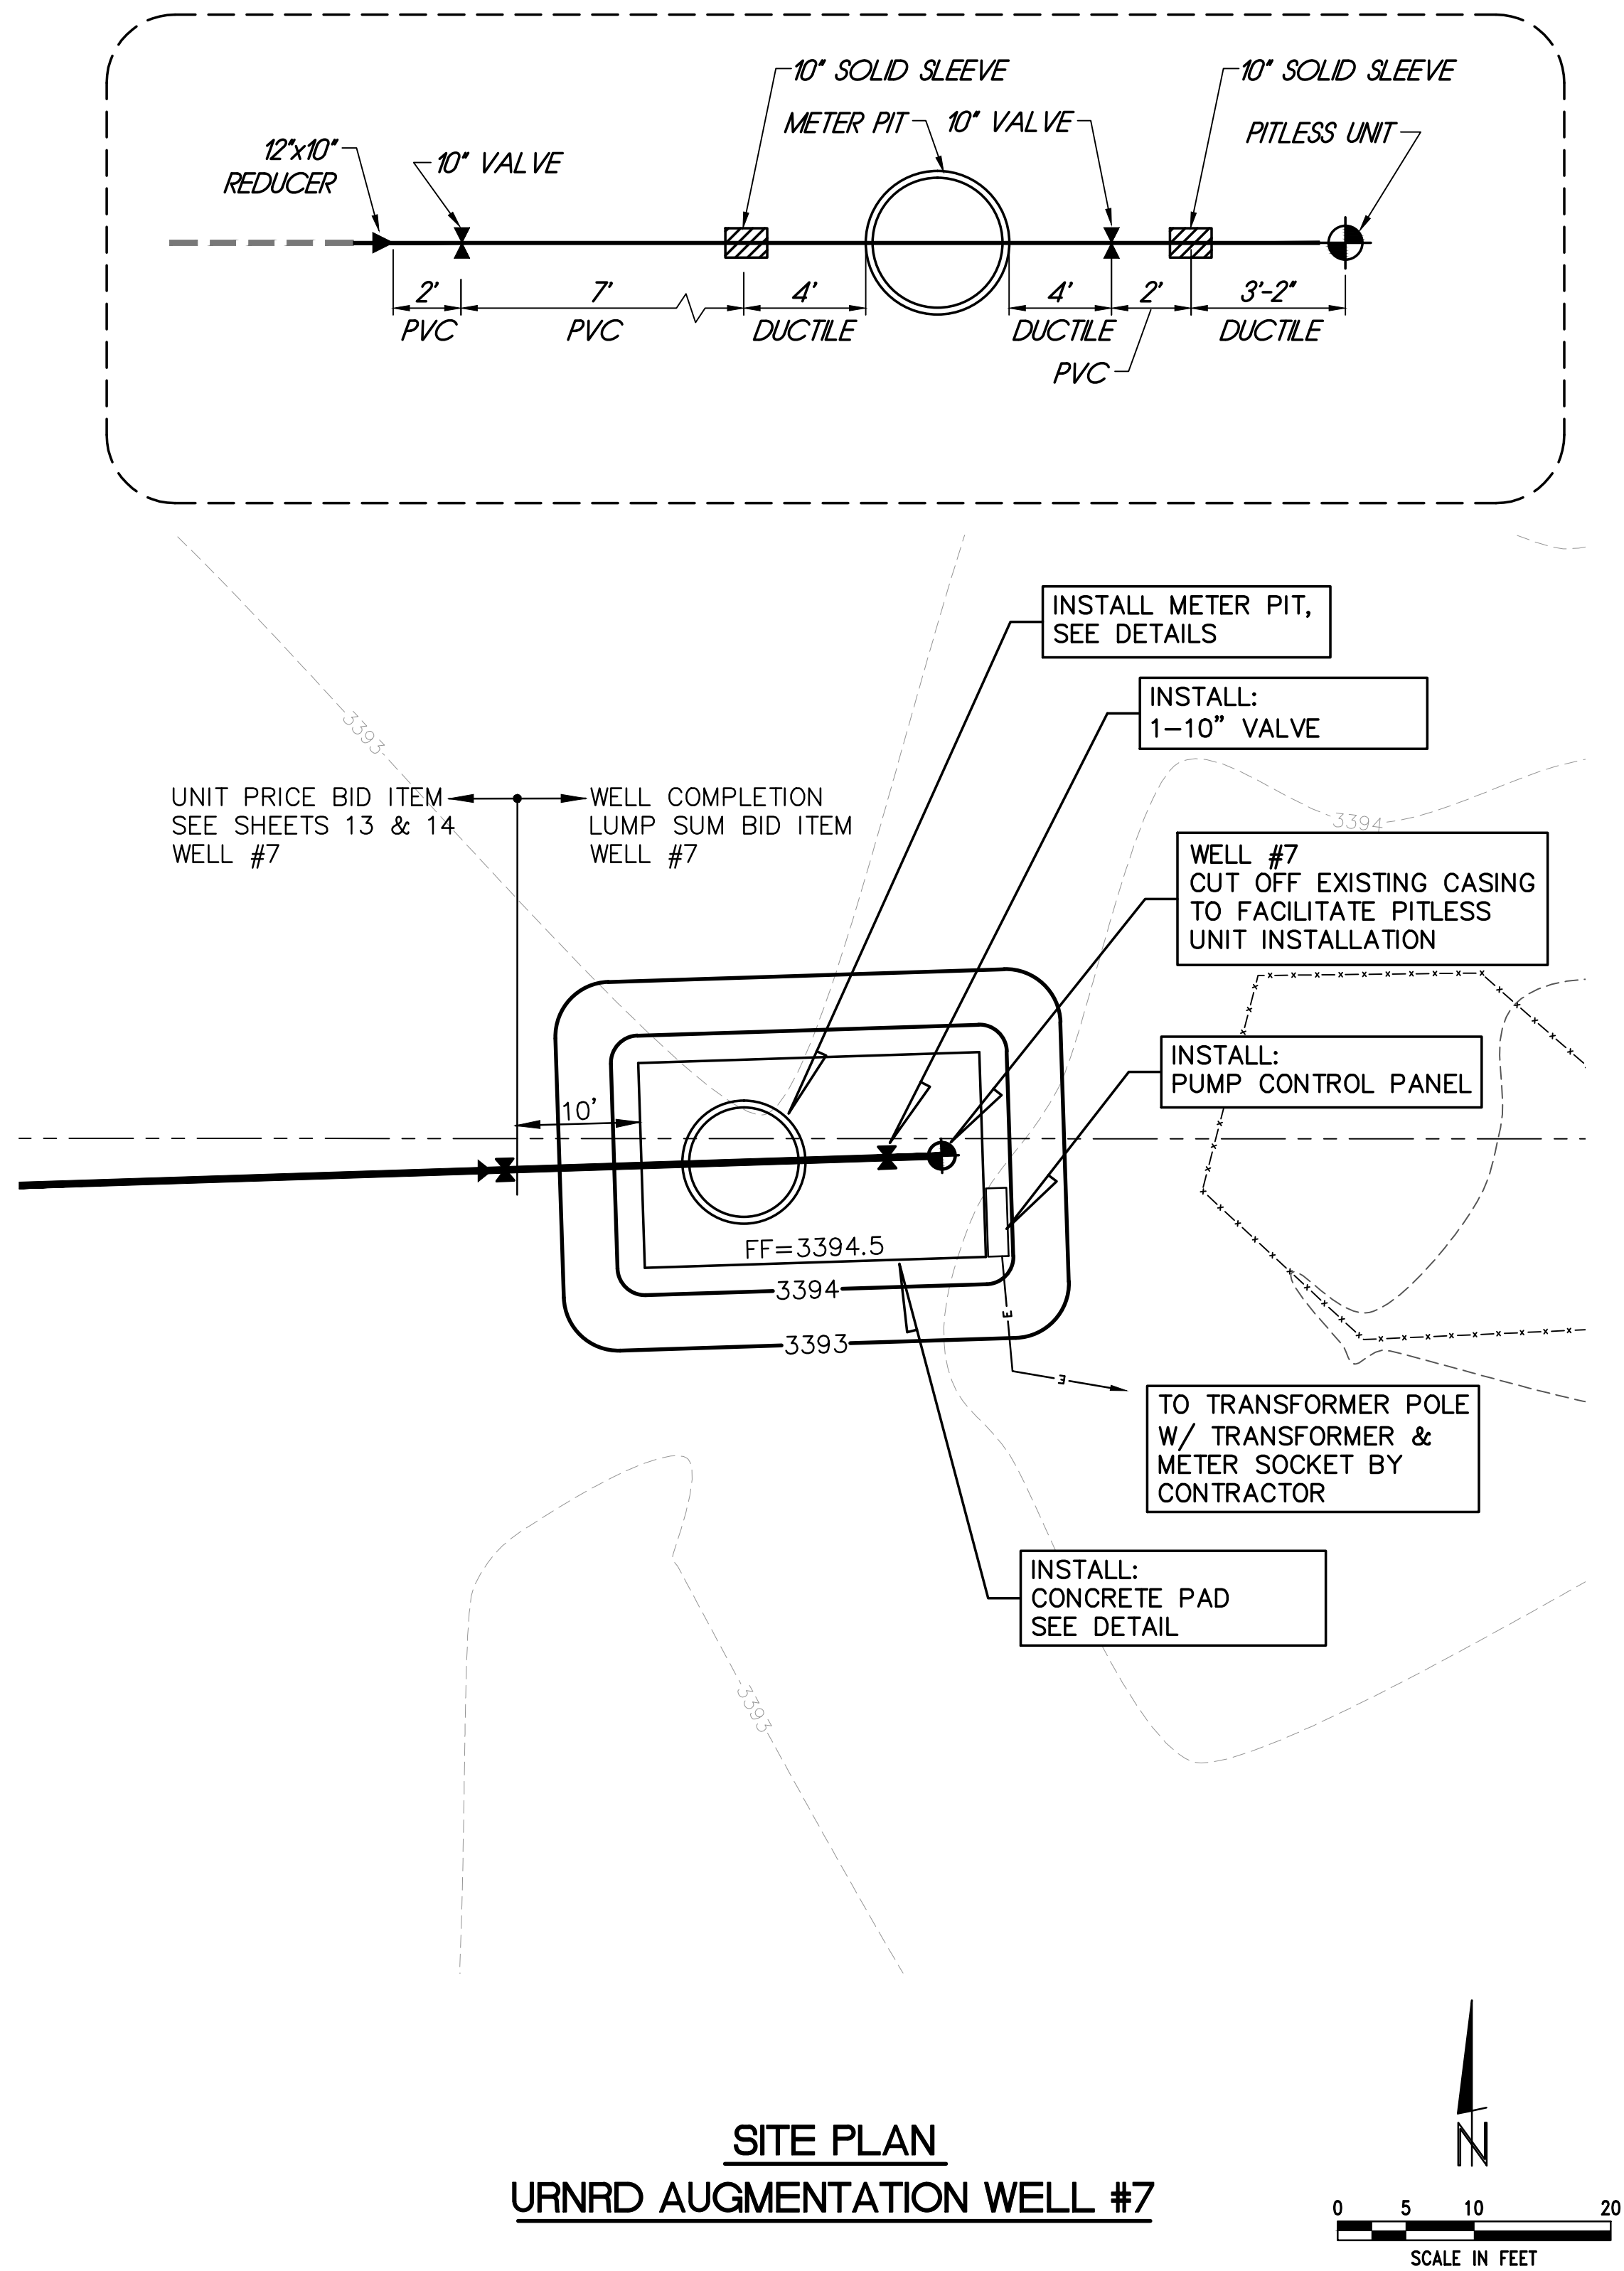 10" SOLID SLEEVE
10" SOLID SLEEVE
METER PIT
10" VALVE
PITLESS UNIT
12"x10"
REDUCER
10" VALVE
2'
7'
4'
4'
2'
3'-2"
PVC
PVC
DUCTILE
DUCTILE
DUCTILE
PVC
INSTALL METER PIT,
SEE DETAILS
INSTALL:
1-10" VALVE
3393
UNIT PRICE BID ITEM
SEE SHEETS 13 & 14
WELL #7
WELL COMPLETION
LUMP SUM BID ITEM
WELL #7
3394
WELL #7
CUT OFF EXISTING CASING
TO FACILITATE PITLESS
UNIT INSTALLATION
INSTALL:
PUMP CONTROL PANEL
10'
FF=3394.5
3394
3393
E
E
TO TRANSFORMER POLE
W/ TRANSFORMER &
METER SOCKET BY
CONTRACTOR
INSTALL:
CONCRETE PAD
SEE DETAIL
3393
N
SITE PLAN
URNRD AUGMENTATION WELL #7
0 5 10 20
SCALE IN FEET